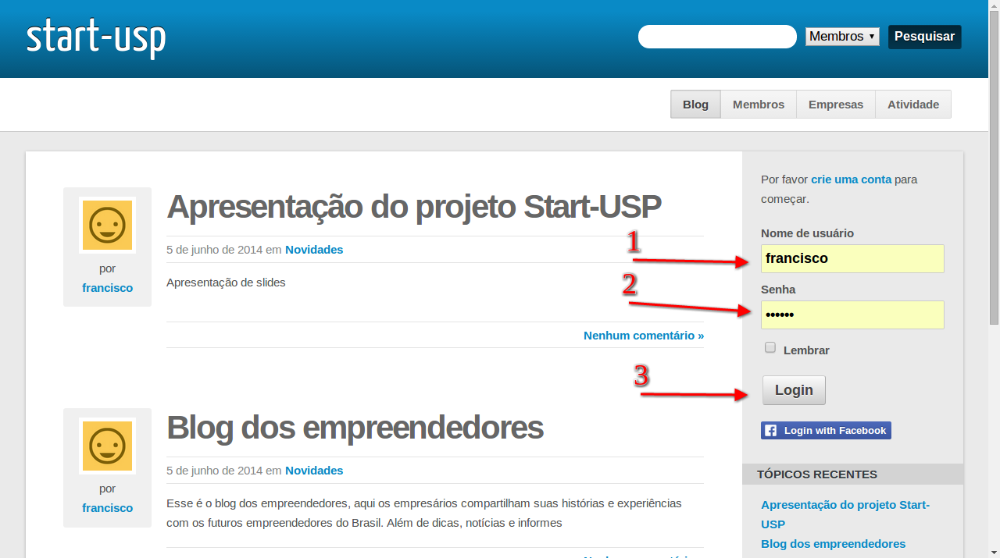 start-usp
Membros
Pesquisar
Blog
Membros
Empresas
Atividade
por
francisco
Apresentação do projeto Start-USP
5 de junho de 2014 em Novidades
Apresentação de slides
Nenhum comentário »
por
francisco
Blog dos empreendedores
5 de junho de 2014 em Novidades
Esse é o blog dos empreendedores, aqui os empresários compartilham suas histórias e experiências
com os futuros empreendedores do Brasil. Além de dicas, notícias e informes
Por favor crie uma conta para
começar.
1
Nome de usuário
francisco
2
Senha
••••••
Lembrar
3
Login
Login with Facebook
TÓPICOS RECENTES
Apresentação do projeto Start-
USP
Blog dos empreendedores